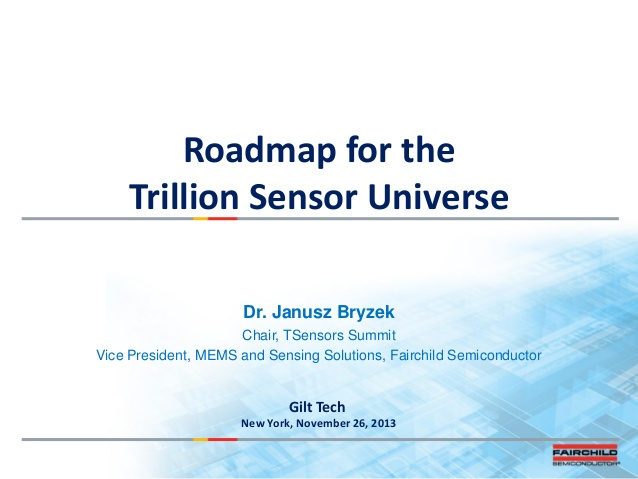 Roadmap for the
Trillion Sensor Universe
Dr. Janusz Bryzek
Chair, TSensors Summit
Vice President, MEMS and Sensing Solutions, Fairchild Semiconductor
Gilt Tech
New York, November 26, 2013
FAIRCHILD
SEMICONDUCTOR®